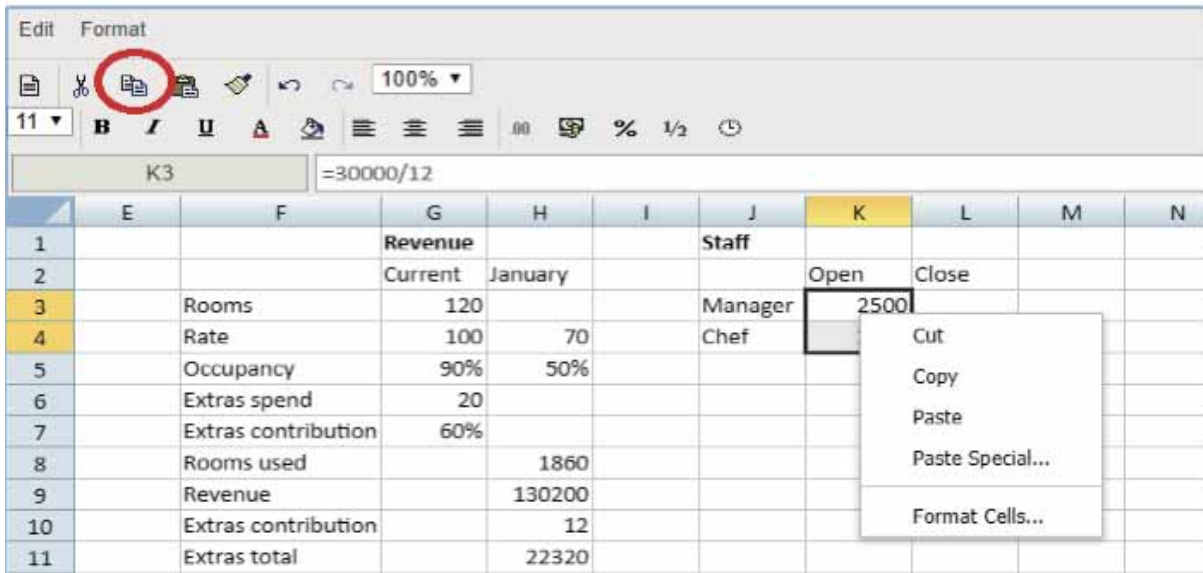 Edit Format
100% ▼
11 ▼ B I U A .00 % 1/2
K3 =30000/12
E F G H I J K L M N
1 Revenue Staff
2 Current January Open Close
3 Rooms 120 Manager 2500
4 Rate 100 70 Chef Cut
5 Occupancy 90% 50% Copy
6 Extras spend 20
7 Extras contribution 60% Paste
8 Rooms used 1860 Paste Special...
9 Revenue 130200
10 Extras contribution 12 Format Cells...
11 Extras total 22320